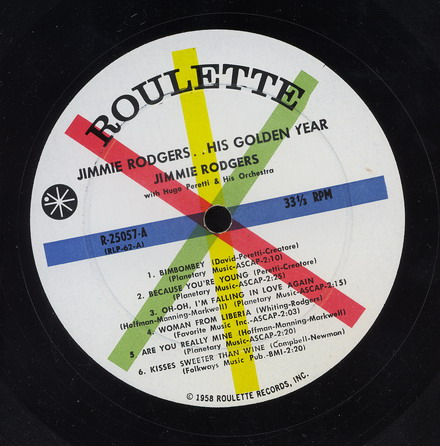 ROULETTE
JIMMIE RODGERS..HIS GOLDEN YEAR
JIMMIE RODGERS
with Hugo Peretti & His Orchestra
R-25057-A
(RLP-62-A)
33⅓ RPM
1. BIMBOMBEY (David-Peretti-Creatore)
(Planetary Music-ASCAP-2:10)
2. BECAUSE YOU'RE YOUNG (Peretti-Creatore)
(Planetary Music-ASCAP-2:25)
3. OH-OH, I'M FALLING IN LOVE AGAIN
(Hoffman-Manning-Markwell) (Planetary Music-ASCAP-2:15)
4. WOMAN FROM LIBERIA (Whiting-Rodgers)
(Favorite Music Inc.-ASCAP-2:03)
5 ARE YOU REALLY MINE (Hoffman-Manning-Markwell)
(Planetary Music-ASCAP-2:20)
6. KISSES SWEETER THAN WINE (Campbell-Newman)
(Folkways Music Pub.-BMI-2:20)
© 1958 ROULETTE RECORDS, INC.